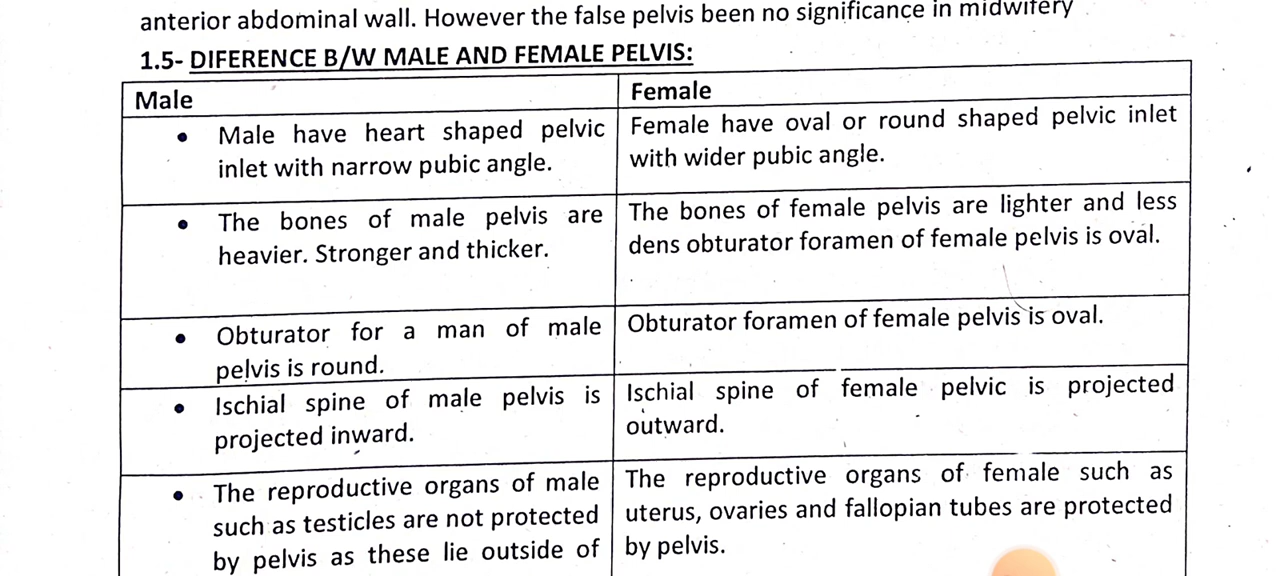 anterior abdominal wall. However the false pelvis been no significance in midwifery
1.5- DIFERENCE B/W MALE AND FEMALE PELVIS:
Male
Female
• Male have heart shaped pelvic
inlet with narrow pubic angle.
Female have oval or round shaped pelvic inlet
with wider pubic angle.
• The bones of male pelvis are
heavier. Stronger and thicker.
The bones of female pelvis are lighter and less
dens obturator foramen of female pelvis is oval.
• Obturator for a man of male
pelvis is round.
Obturator foramen of female pelvis is oval.
• Ischial spine of male pelvis is
projected inward.
Ischial spine of female pelvic is projected
outward.
• The reproductive organs of male
such as testicles are not protected
by pelvis as these lie outside of
The reproductive organs of female such as
uterus, ovaries and fallopian tubes are protected
by pelvis.